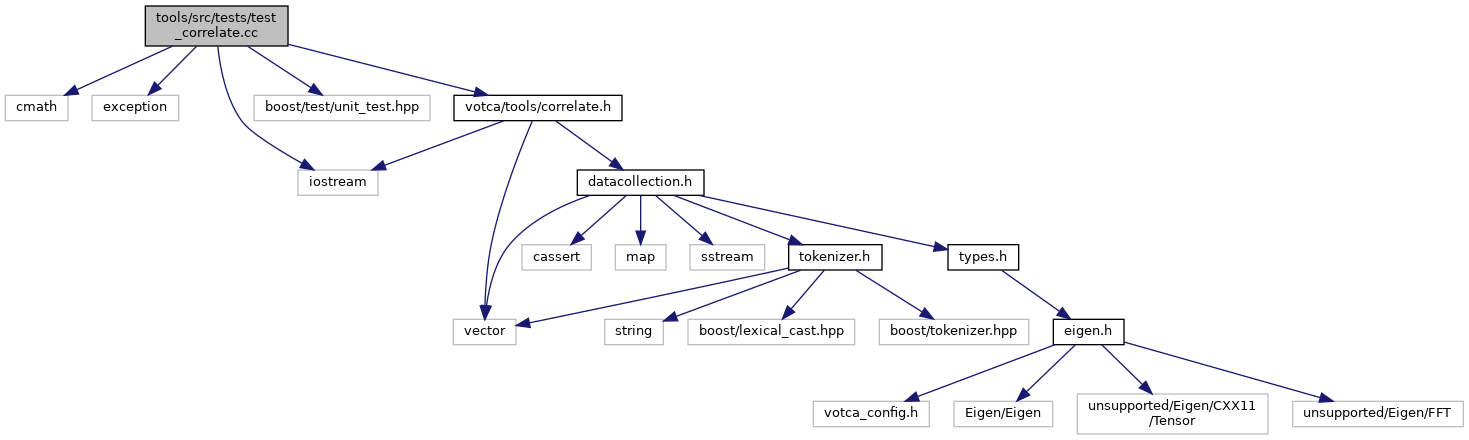 tools/src/tests/test
_correlate.cc
cmath
exception
boost/test/unit_test.hpp
votca/tools/correlate.h
iostream
datacollection.h
cassert
map
sstream
tokenizer.h
types.h
vector
string
boost/lexical_cast.hpp
boost/tokenizer.hpp
eigen.h
votca_config.h
Eigen/Eigen
unsupported/Eigen/CXX11
/Tensor
unsupported/Eigen/FFT